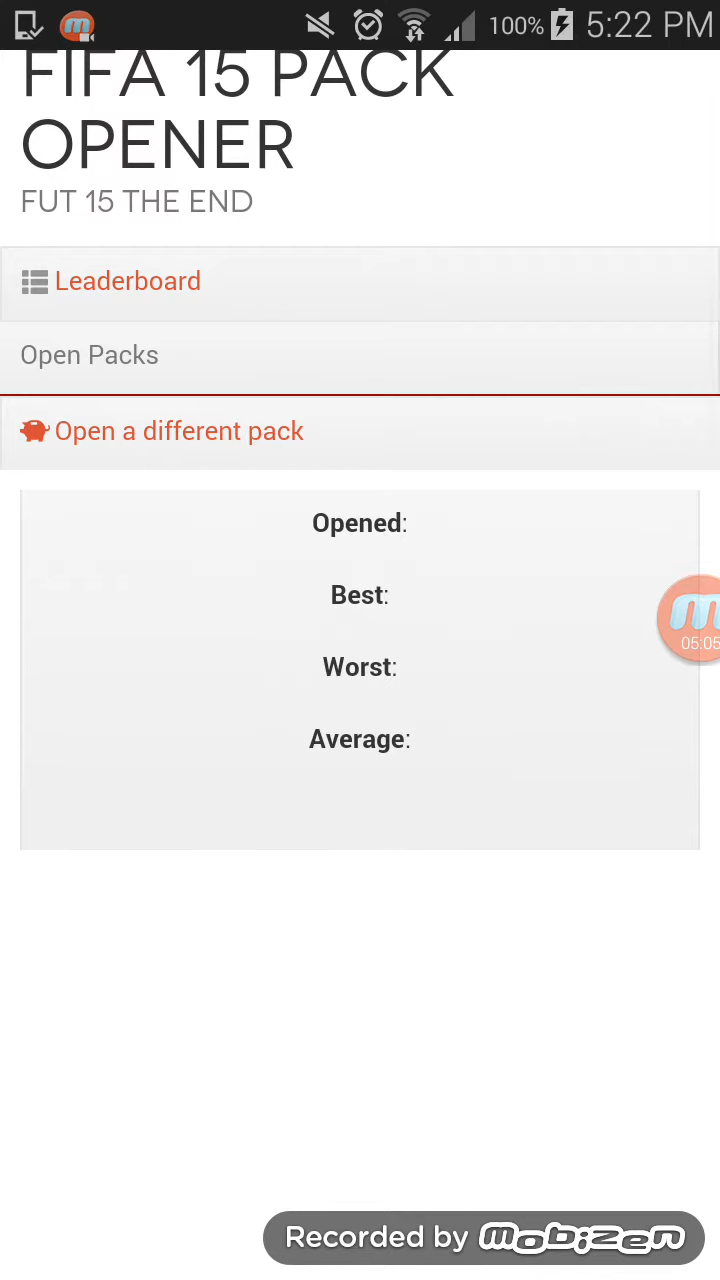 100% 5:22 PM
FIFA 15 PACK
OPENER
FUT 15 THE END
Leaderboard
Open Packs
Open a different pack
Opened:
Best:
05:05
Worst:
Average:
Recorded by mobizen